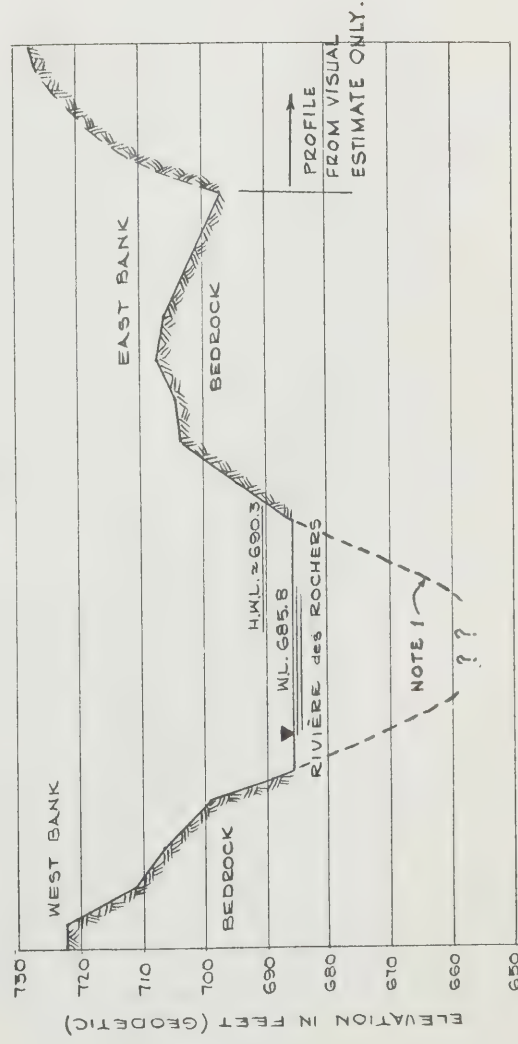 WEST BANK
EAST BANK
BEDROCK
BEDROCK
PROFILE
FROM VISUAL
ESTIMATE ONLY.
H.W.L. ≈ 690.3
W.L. 685.8
RIVIÈRE des ROCHERS
NOTE 1
? ?
730
720
710
700
690
680
670
660
650
ELEVATION IN FEET (GEODETIC)